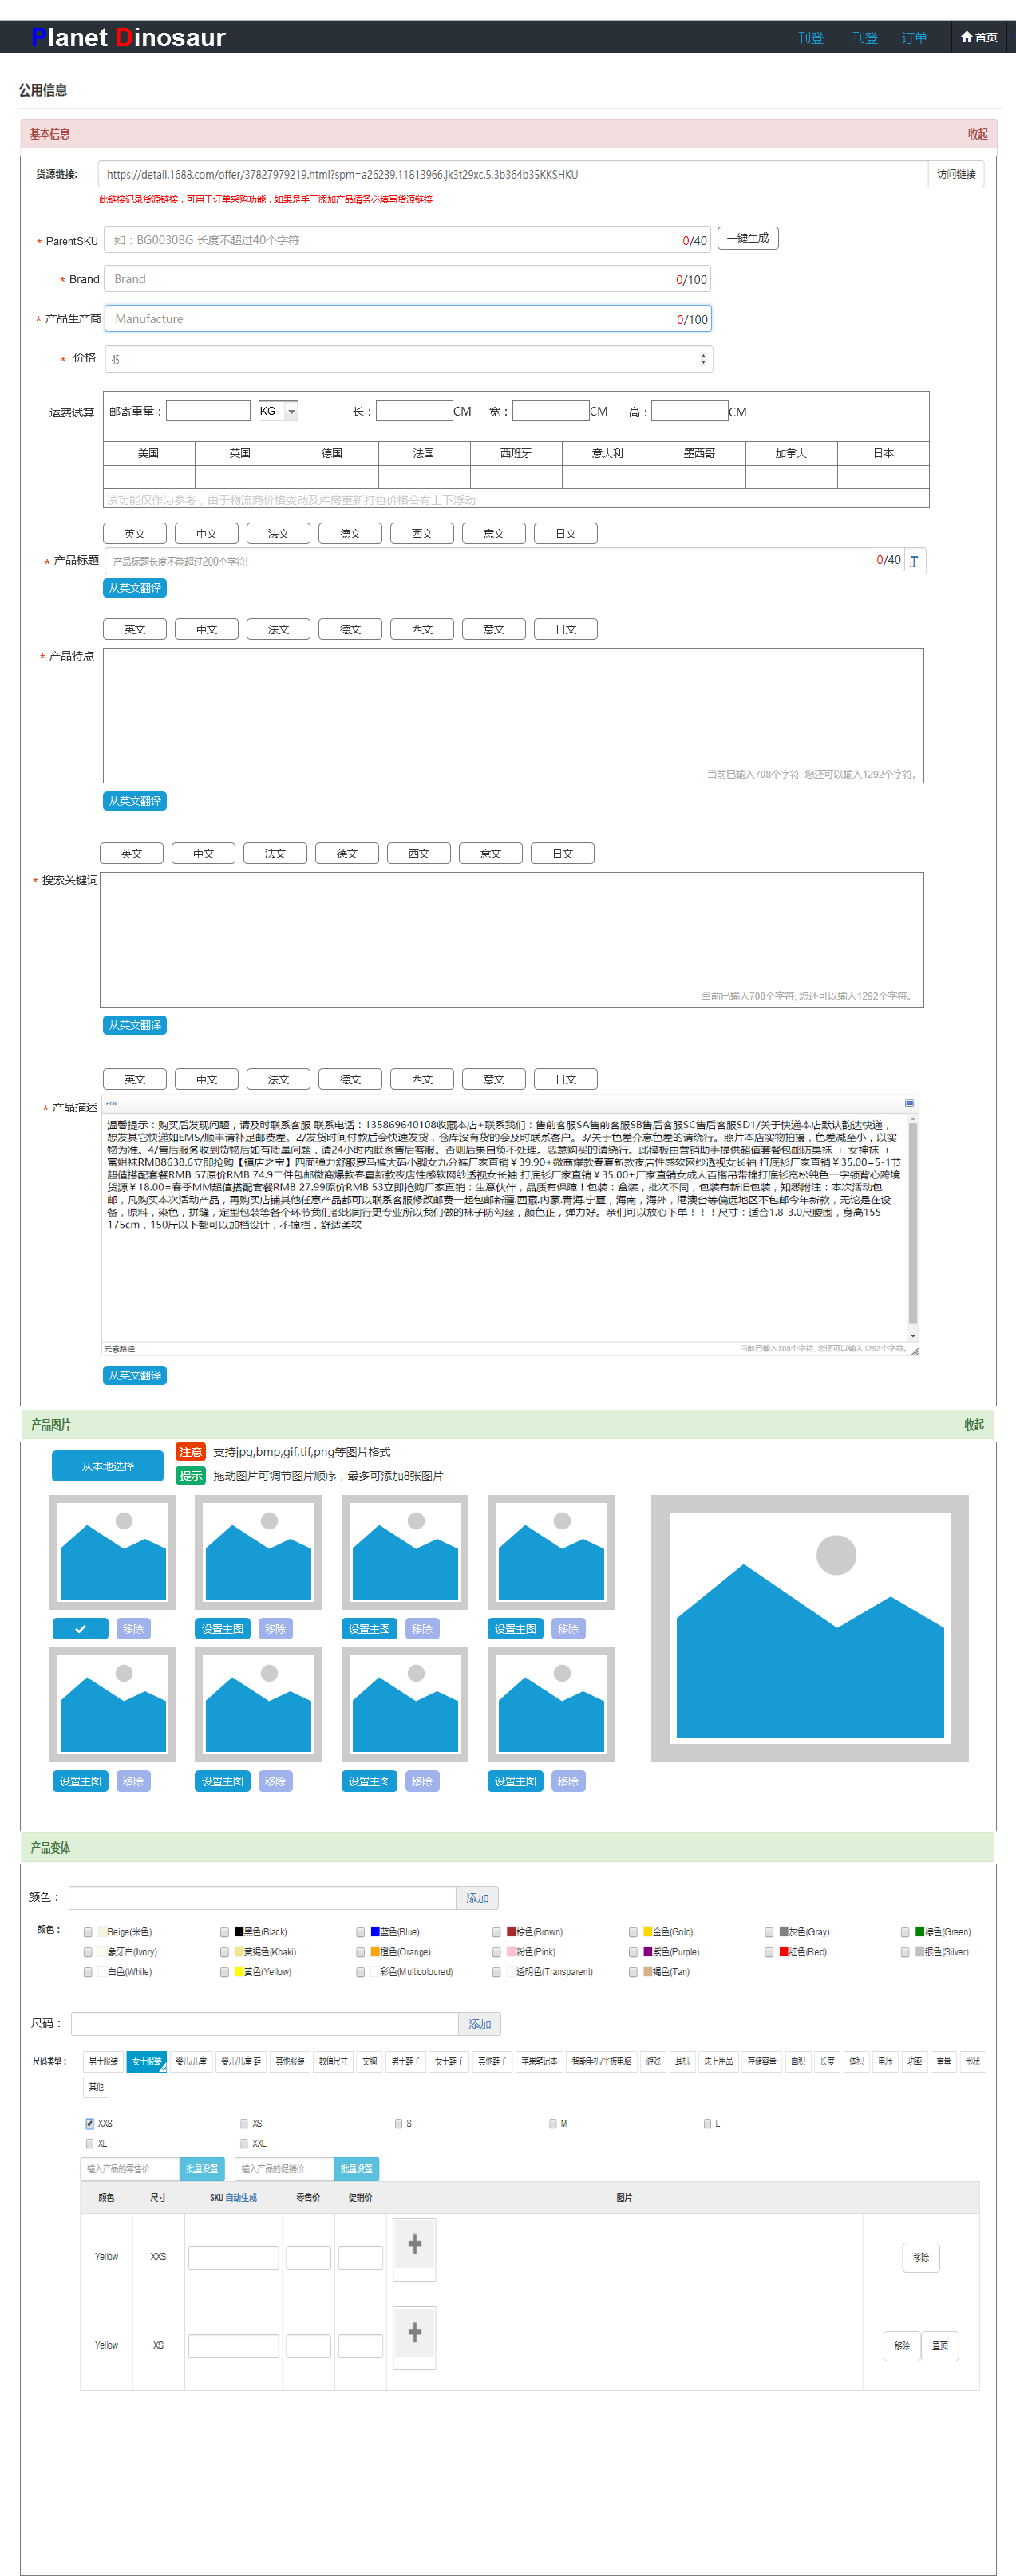 Planet Dinosaur 刊登 刊登 订单 首页
公用信息
基本信息 收起
货源链接: https://detail.1688.com/offer/37827979219.html?spm=a26239.11813966.jk3t29xc.5.3b364b35KKSHKU 访问链接
此链接记录货源链接，可用于订单采购功能，如果是手工添加产品请务必填写货源链接
* ParentSKU 如：BG0030BG 长度不超过40个字符 0/40 一键生成
* Brand Brand 0/100
* 产品生产商 Manufacture 0/100
* 价格 45
运费试算 邮寄重量： KG 长： CM 宽： CM 高： CM
美国 英国 德国 法国 西班牙 意大利 墨西哥 加拿大 日本
该功能仅作为参考，由于物流商价格变动及库房重新打包价格会有上下浮动
英文 中文 法文 德文 西文 意文 日文
* 产品标题 产品标题长度不能超过200个字符! 0/40
从英文翻译
英文 中文 法文 德文 西文 意文 日文
* 产品特点
当前已输入708个字符, 您还可以输入1292个字符。
从英文翻译
英文 中文 法文 德文 西文 意文 日文
* 搜索关键词
当前已输入708个字符, 您还可以输入1292个字符。
从英文翻译
英文 中文 法文 德文 西文 意文 日文
* 产品描述 HTML
温馨提示：购买后发现问题，请及时联系客服 联系电话：135869640108收藏本店+联系我们：售前客服SA售前客服SB售后客服SC售后客服SD1/关于快递本店默认韵达快递，
想发其它快递如EMS/顺丰请补足邮费差。2/发货时间付款后会快速发货，仓库没有货的会及时联系客户。3/关于色差介意色差的请绕行。照片本店实物拍摄，色差减至小，以实
物为准。4/售后服务收到货物后如有质量问题，请24小时内联系售后客服。否则后果自负不处理。恶意购买的请绕行。此模板由营销助手提供超值套餐包邮防臭袜 + 女神袜 +
富姐袜RMB8638.6立即抢购【镇店之宝】四面弹力舒服罗马裤大码小脚女九分裤厂家直销￥39.90+微商爆款春夏新款夜店性感软网纱透视女长袖 打底衫厂家直销￥35.00=5-1节
超值搭配套餐RMB 57原价RMB 74.9二件包邮微商爆款春夏新款夜店性感软网纱透视女长袖 打底衫厂家直销￥35.00+厂家直销女成人百搭吊带棉打底衫宽松纯色一字领背心跨境
货源￥18.00=春季MM超值搭配套餐RMB 27.99原价RMB 53立即抢购厂家直销：生意伙伴，品质有保障！包装：盒装，批次不同，包装有新旧包装，知悉附注：本次活动包
邮，凡购买本次活动产品，再购买店铺其他任意产品都可以联系客服修改邮费一起包邮新疆.西藏.内蒙.青海.宁夏，海南，海外，港澳台等偏远地区不包邮今年新款，无论是在设
备，原料，染色，拼缝，定型包装等各个环节我们都比同行更专业所以我们做的袜子防勾丝，颜色正，弹力好。亲们可以放心下单！！！尺寸：适合1.8-3.0尺腰围，身高155-
175cm，150斤以下都可以加档设计，不掉档，舒适柔软
元素路径: 当前已输入708个字符, 您还可以输入1292个字符。
从英文翻译
产品图片 收起
从本地选择 注意 支持jpg,bmp,gif,tif,png等图片格式
提示 拖动图片可调节图片顺序，最多可添加8张图片
移除 设置主图 移除 设置主图 移除 设置主图 移除
设置主图 移除 设置主图 移除 设置主图 移除 设置主图 移除
产品变体
颜色： 添加
颜色： Beige(米色) 黑色(Black) 蓝色(Blue) 棕色(Brown) 金色(Gold) 灰色(Gray) 绿色(Green)
象牙白(Ivory) 黄褐色(Khaki) 橙色(Orange) 粉色(Pink) 紫色(Purple) 红色(Red) 银色(Silver)
白色(White) 黄色(Yellow) 彩色(Multicoloured) 透明色(Transparent) 褐色(Tan)
尺码： 添加
尺码类型： 男士服装 女士服装 婴儿/儿童 婴儿/儿童 鞋 其他服装 数值尺寸 文胸 男士鞋子 女士鞋子 其他鞋子 苹果笔记本 智能手机/平板电脑 游戏 耳机 床上用品 存储容量 面积 长度 体积 电压 功率 重量 形状
其他
XXS XS S M L
XL XXL
输入产品的零售价 批量设置 输入产品的促销价 批量设置
颜色 尺寸 SKU 自动生成 零售价 促销价 图片
Yellow XXS 移除
Yellow XS 移除 置顶